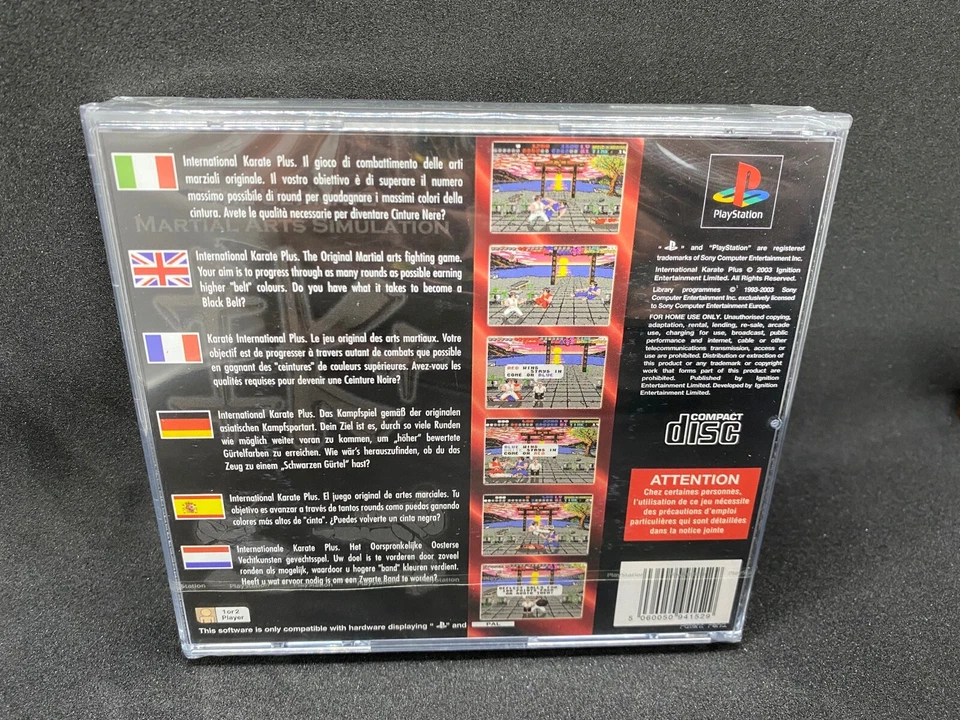 International Karate Plus. Il gioco di combattimento delle arti
marziali originale. Il vostro obiettivo è di superare il numero
massimo possibile di round per guadagnare i massimi colori della
cintura. Avete le qualità necessarie per diventare Cinture Nere?
MARTIAL ARTS SIMULATION
International Karate Plus. The Original Martial arts fighting game.
Your aim is to progress through as many rounds as possible earning
higher "belt" colours. Do you have what it takes to become a
Black Belt?
Karaté International Plus. Le jeu original des arts martiaux. Votre
objectif est de progresser à travers autant de combats que possible
en gagnant des "ceintures" de couleurs supérieures. Avez-vous les
qualités requises pour devenir une Ceinture Noire?
International Karate Plus. Das Kampfspiel gemäß der originalen
asiatischen Kampfsportart. Dein Ziel ist es, durch so viele Runden
wie möglich weiter voran zu kommen, um „höher" bewertete
Gürtelfarben zu erreichen. Wie wär's herauszufinden, ob du das
Zeug zu einem „Schwarzen Gürtel" hast?
International Karate Plus. El juego original de artes marciales. Tu
objetivo es avanzar a través de tantos rounds como puedas ganando
colores más altos de "cinta". ¿Puedes volverte un cinta negra?
Internationale Karate Plus. Het Oorspronkelijke Oosterse
Vechtkunsten gevechtsspel. Uw doel is te vorderen door zoveel
ronden als mogelijk, waardoor u hogere "band" kleuren verdient.
Heeft u wat ervoor nodig is om een Zwarte Band te worden?
1 or 2
Player
This software is only compatible with hardware displaying " " and
PAL
RED WINS
STAYS IN
COME ON BLUE
BLUE WINS
STAYS IN
COME ON RED
PlayStation
" " and "PlayStation" are registered
trademarks of Sony Computer Entertainment Inc.
International Karate Plus © 2003 Ignition
Entertainment Limited. All Rights Reserved.
Library programmes © 1993-2003 Sony
Computer Entertainment Inc. exclusively licensed
to Sony Computer Entertainment Europe.
FOR HOME USE ONLY. Unauthorised copying,
adaptation, rental, lending, re-sale, arcade
use, charging for use, broadcast, public
performance and internet, cable or other
telecommunications transmission, access or
use are prohibited. Distribution or extraction of
this product or any trademark or copyright
work that forms part of this product are
prohibited. Published by Ignition
Entertainment Limited. Developed by Ignition
Entertainment Limited.
COMPACT
disc
ATTENTION
Chez certaines personnes,
l'utilisation de ce jeu nécessite
des précautions d'emploi
particulières qui sont détaillées
dans la notice jointe
5 060050 941529